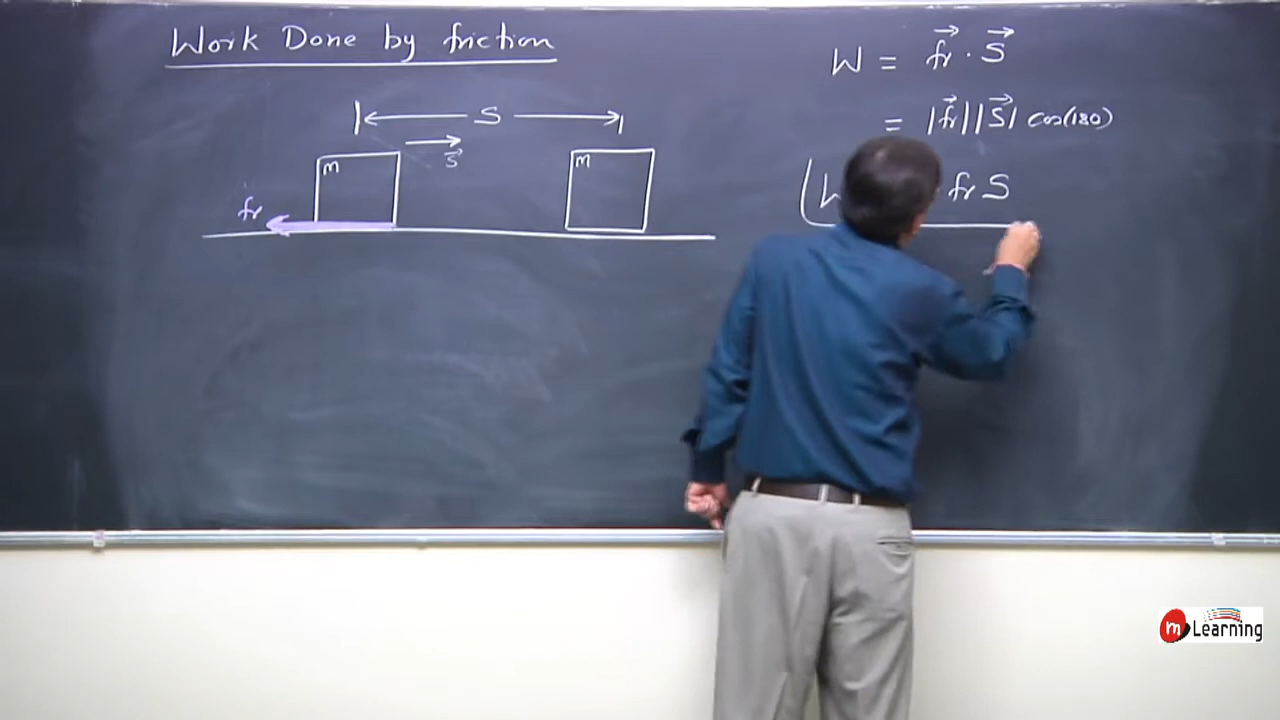 Work Done by friction
W = fr · S
= |fr| |S| cos(180)
S
S
m
m
fr
W fr S
m Learning